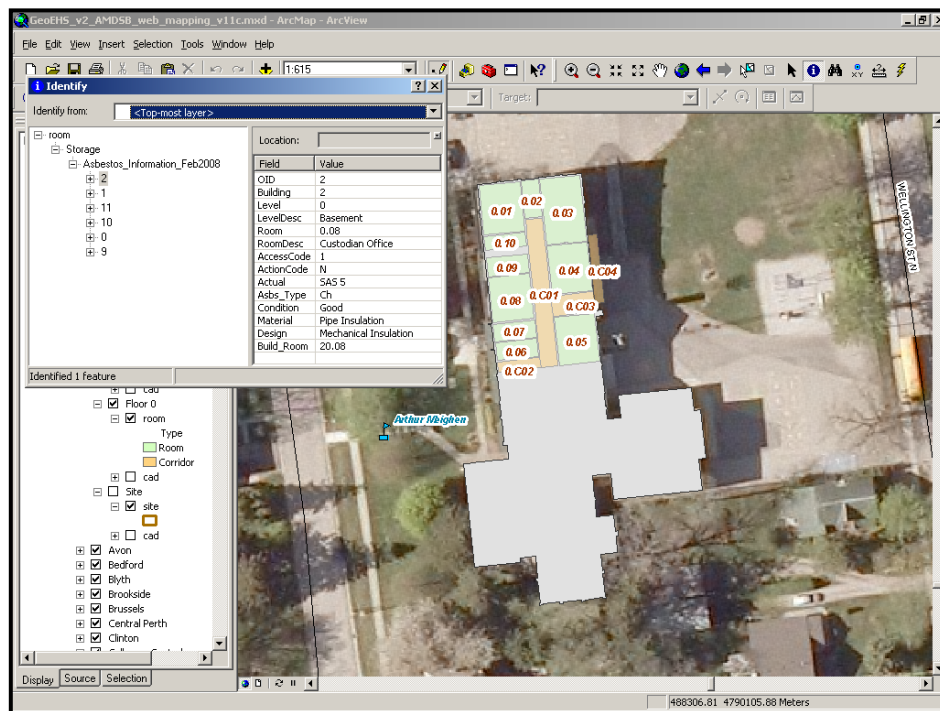 GeoEHS_v2_AMDSB_web_mapping_v11c.mxd - ArcMap - ArcView
File Edit View Insert Selection Tools Window Help
1:615
Identify
Target:
Identify from: <Top-most layer>
room
Storage
Asbestos_Information_Feb2008
2
1
11
10
0
9
Location:
Field Value
OID 2
Building 2
Level 0
LevelDesc Basement
Room 0.08
RoomDesc Custodian Office
AccessCode 1
ActionCode N
Actual SAS 5
Asbs_Type Ch
Condition Good
Material Pipe Insulation
Design Mechanical Insulation
Build_Room 20.08
Identified 1 feature
0.01
0.02
0.03
0.10
0.09
0.04
0.C04
0.08
0.C01
0.C03
0.07
0.05
0.06
0.C02
WELLINGTON ST N
Arthur Meighen
cad
Floor 0
room
Type
Room
Corridor
cad
Site
site
cad
Avon
Bedford
Blyth
Brookside
Brussels
Central Perth
Clinton
Display Source Selection
488306.81 4790105.88 Meters